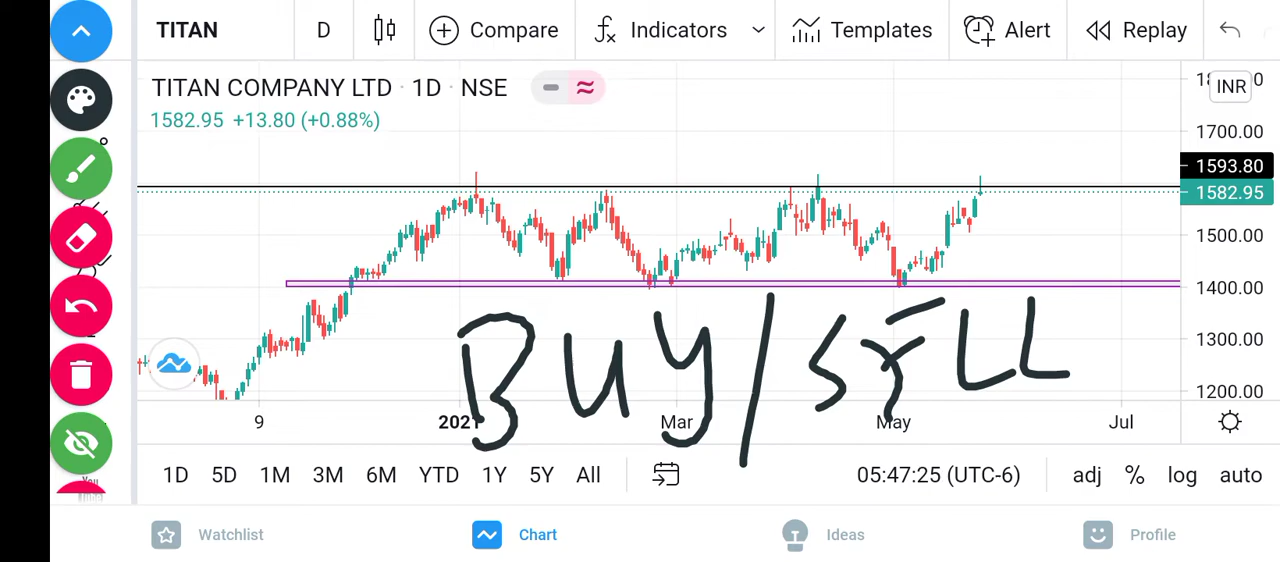 TITAN D Compare fx Indicators Templates Alert Replay
TITAN COMPANY LTD · 1D · NSE
INR
1582.95 +13.80 (+0.88%)
1700.00
1593.80
1582.95
1500.00
1400.00
1300.00
1200.00
BUY/SELL
9 2021 Mar May Jul
1D 5D 1M 3M 6M YTD 1Y 5Y All 05:47:25 (UTC-6) adj % log auto
Watchlist Chart Ideas Profile